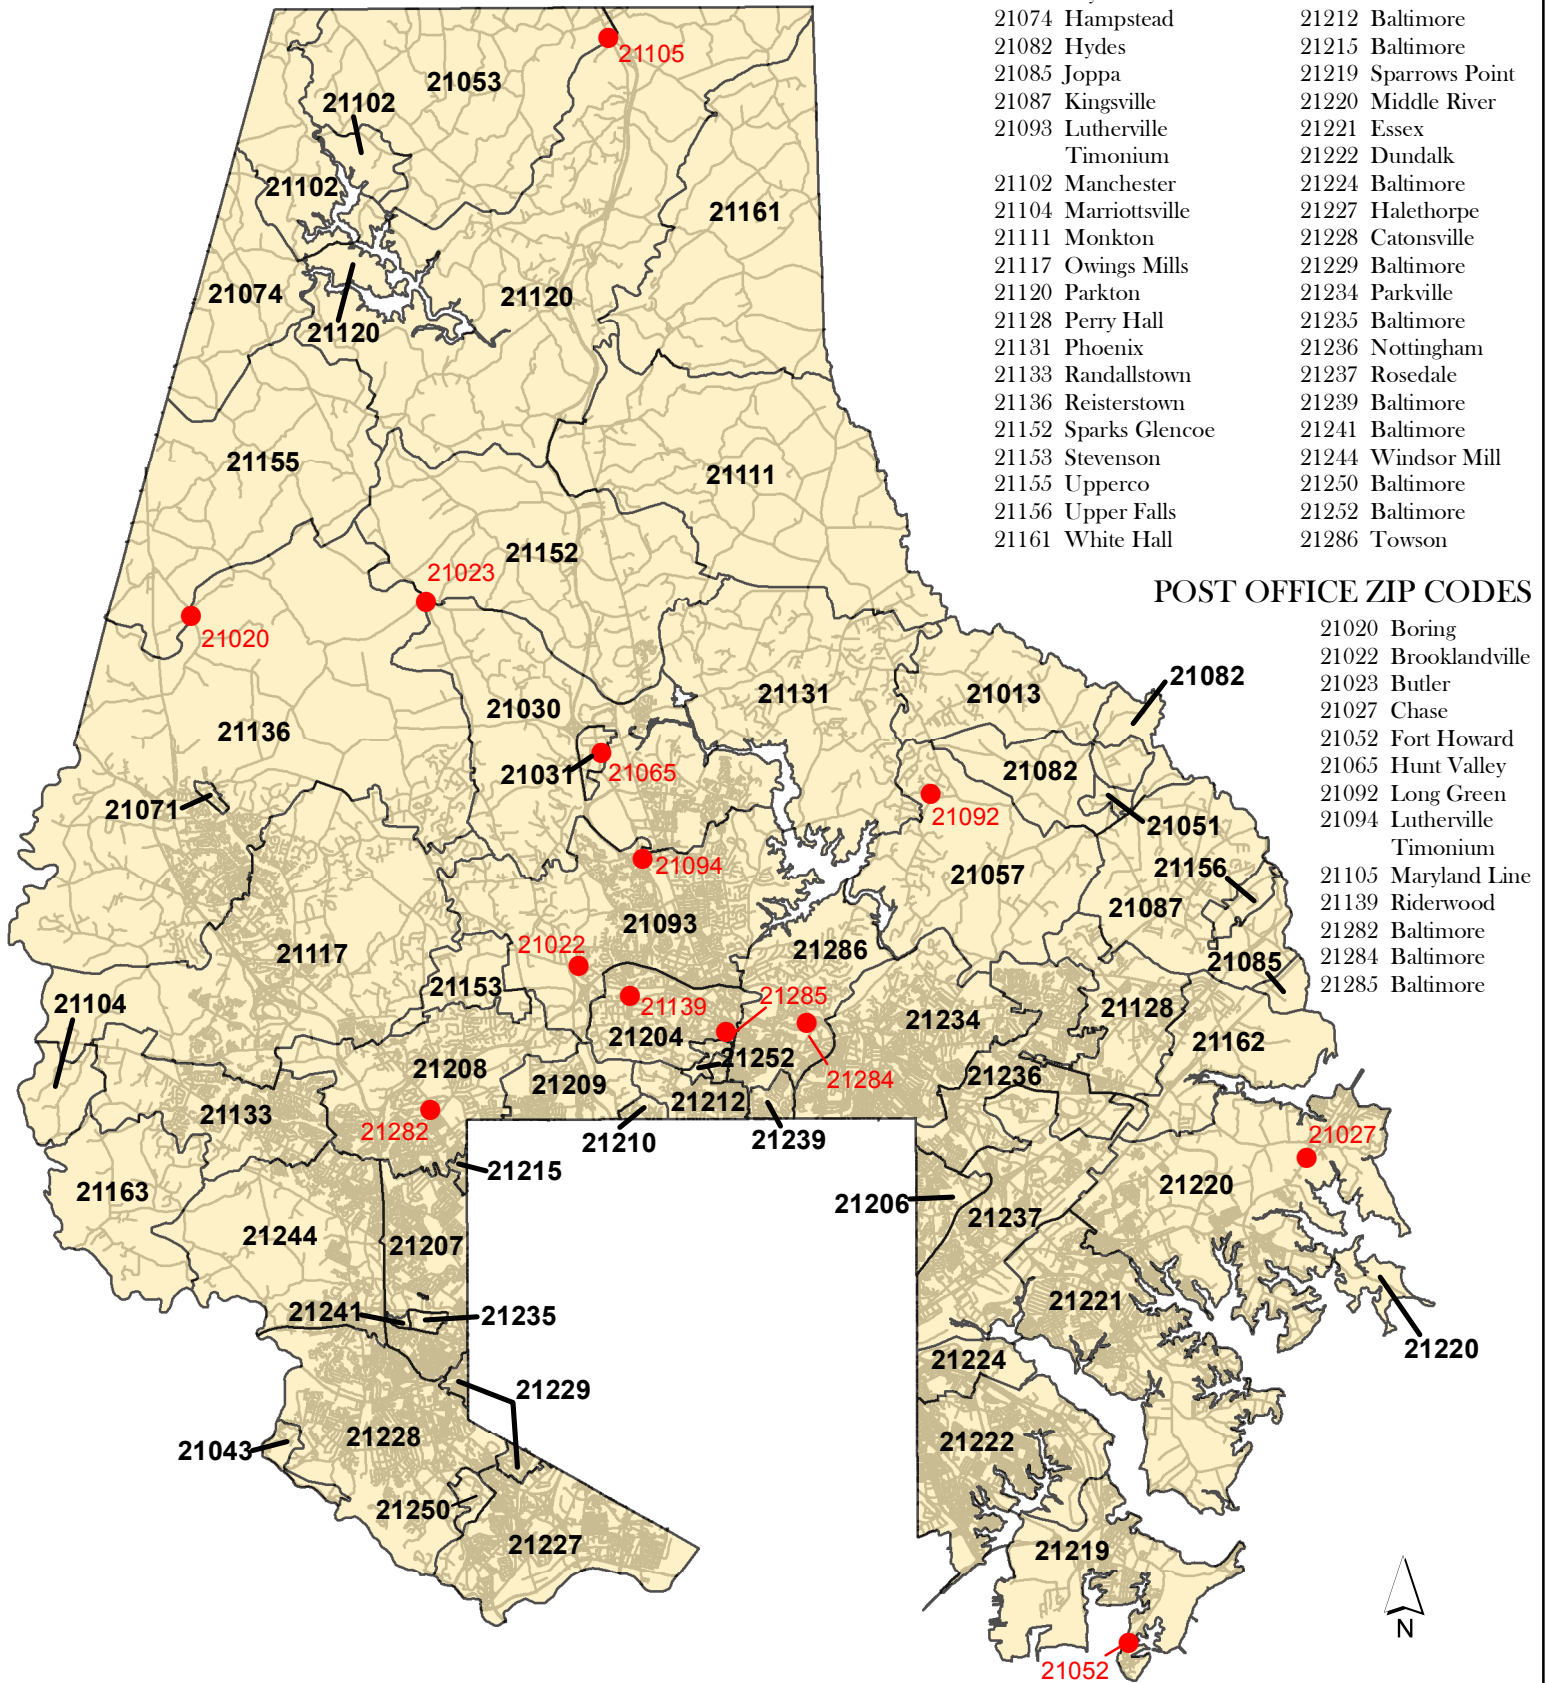 21074 Hampstead
21082 Hydes
21085 Joppa
21087 Kingsville
21093 Lutherville
Timonium
21102 Manchester
21104 Marriottsville
21111 Monkton
21117 Owings Mills
21120 Parkton
21128 Perry Hall
21131 Phoenix
21133 Randallstown
21136 Reisterstown
21152 Sparks Glencoe
21153 Stevenson
21155 Upperco
21156 Upper Falls
21161 White Hall
21212 Baltimore
21215 Baltimore
21219 Sparrows Point
21220 Middle River
21221 Essex
21222 Dundalk
21224 Baltimore
21227 Halethorpe
21228 Catonsville
21229 Baltimore
21234 Parkville
21235 Baltimore
21236 Nottingham
21237 Rosedale
21239 Baltimore
21241 Baltimore
21244 Windsor Mill
21250 Baltimore
21252 Baltimore
21286 Towson
POST OFFICE ZIP CODES
21020 Boring
21022 Brooklandville
21023 Butler
21027 Chase
21052 Fort Howard
21065 Hunt Valley
21092 Long Green
21094 Lutherville
Timonium
21105 Maryland Line
21139 Riderwood
21282 Baltimore
21284 Baltimore
21285 Baltimore
21105
21053
21102
21102
21161
21074
21120
21120
21155
21111
21152
21023
21020
21131
21013
21082
21030
21136
21031
21065
21082
21071
21092
21051
21094
21156
21057
21087
21093
21117
21022
21286
21085
21153
21104
21139
21285
21128
21234
21204
21162
21252
21208
21209
21284
21236
21212
21133
21282
21210
21239
21027
21215
21163
21220
21206
21237
21244
21207
21221
21241
21235
21220
21224
21229
21228
21222
21043
21250
21227
21219
21052
N